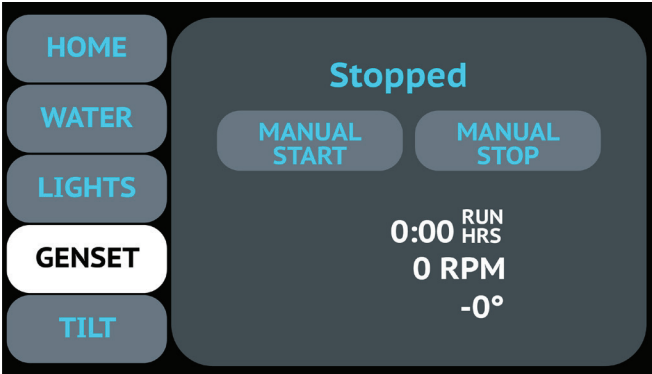 HOME
WATER
LIGHTS
GENSET
TILT
Stopped
MANUAL
START
MANUAL
STOP
0:00 RUN
HRS
0 RPM
-0°